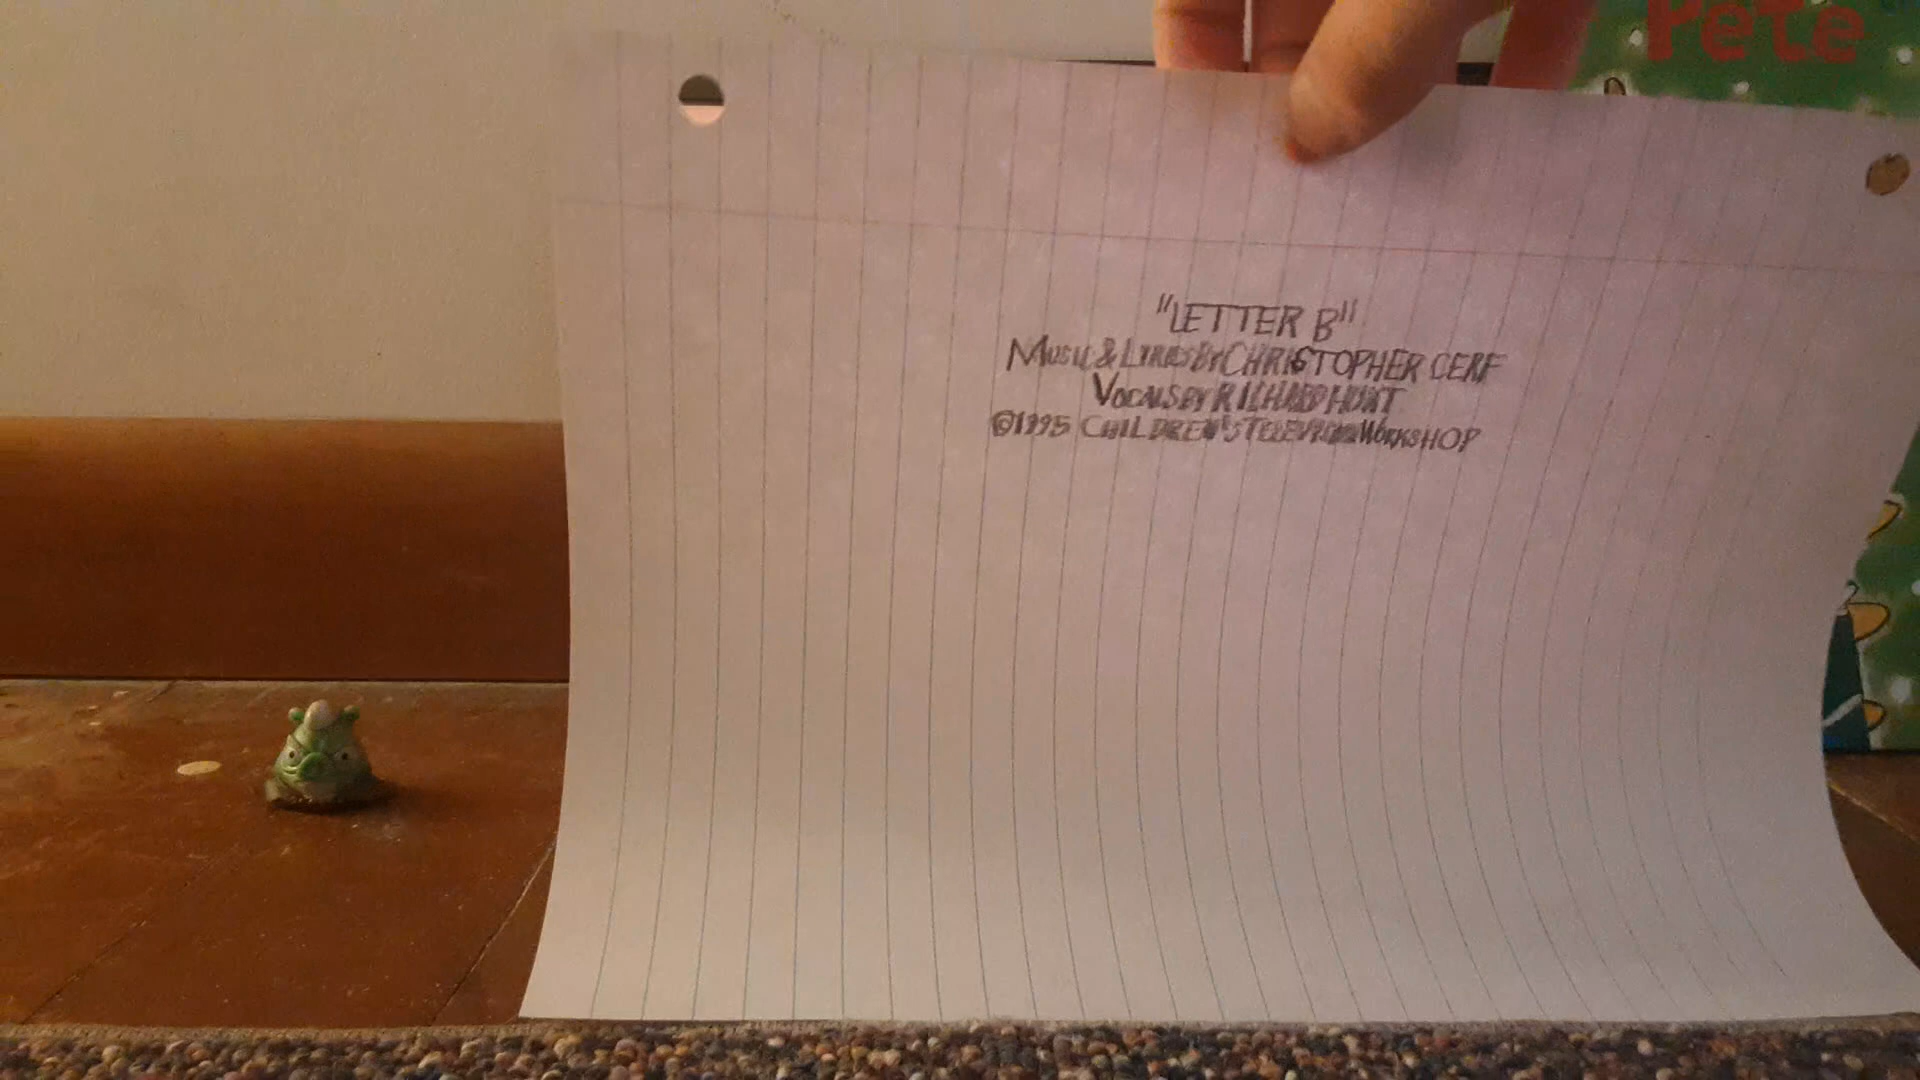 Pete
"LETTER B"
MUSIC & LYRICS BY CHRISTOPHER CERF
VOCALS BY RICHARD HUNT
©1995 CHILDREN'S TELEVISION WORKSHOP